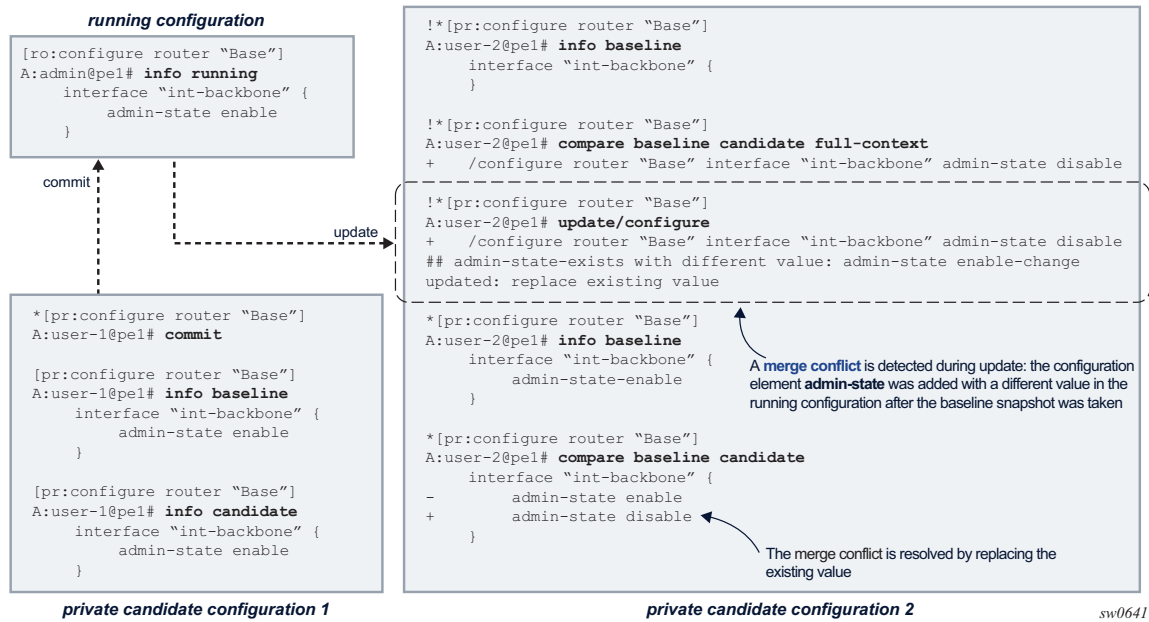 running configuration
[ro:configure router “Base”]
A:admin@pe1# info running
interface “int-backbone” {
admin-state enable
}
commit
update
*[pr:configure router “Base”]
A:user-1@pe1# commit
[pr:configure router “Base”]
A:user-1@pe1# info baseline
interface “int-backbone” {
admin-state enable
}
[pr:configure router “Base”]
A:user-1@pe1# info candidate
interface “int-backbone” {
admin-state enable
}
private candidate configuration 1
!*[pr:configure router “Base”]
A:user-2@pe1# info baseline
interface “int-backbone” {
}
!*[pr:configure router “Base”]
A:user-2@pe1# compare baseline candidate full-context
+ /configure router “Base” interface “int-backbone” admin-state disable
!*[pr:configure router “Base”]
A:user-2@pe1# update/configure
+ /configure router “Base” interface “int-backbone” admin-state disable
## admin-state-exists with different value: admin-state enable-change
updated: replace existing value
*[pr:configure router “Base”]
A:user-2@pe1# info baseline
interface “int-backbone” {
admin-state-enable
}
A merge conflict is detected during update: the configuration
element admin-state was added with a different value in the
running configuration after the baseline snapshot was taken
*[pr:configure router “Base”]
A:user-2@pe1# compare baseline candidate
interface “int-backbone” {
- admin-state enable
+ admin-state disable
}
The merge conflict is resolved by replacing the
existing value
private candidate configuration 2
sw0641